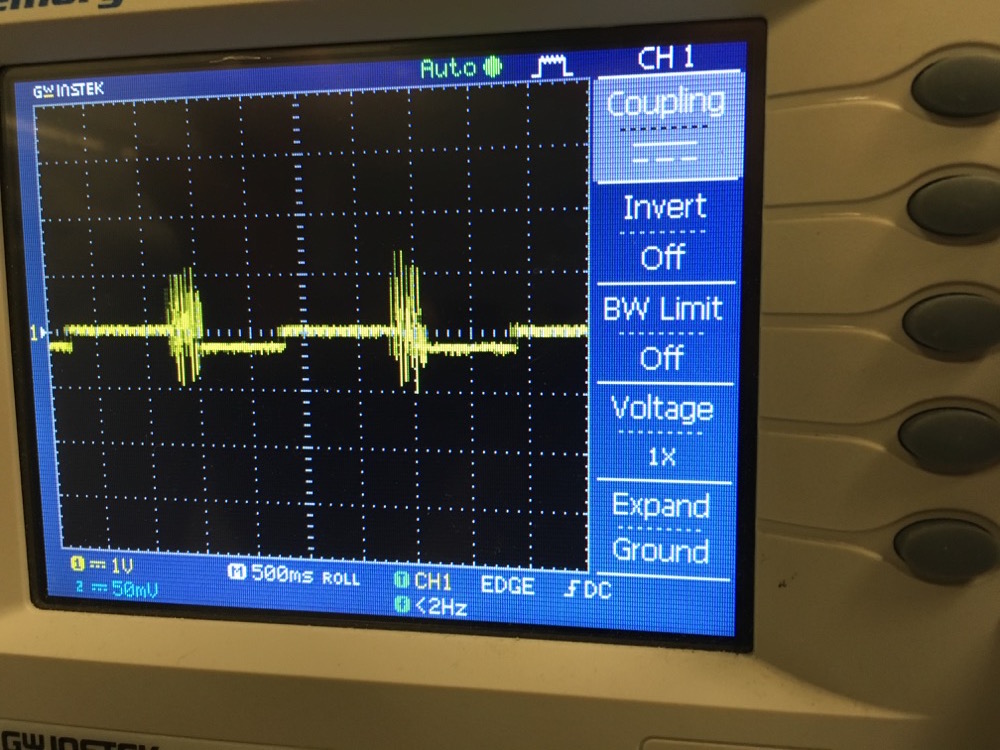 GW INSTEK
Auto
CH 1
Coupling
Invert
Off
BW Limit
Off
Voltage
1X
Expand
Ground
1
1 1V
2 50mV
M 500ms ROLL
T CH1 EDGE DC
F <2Hz
GW INSTEK